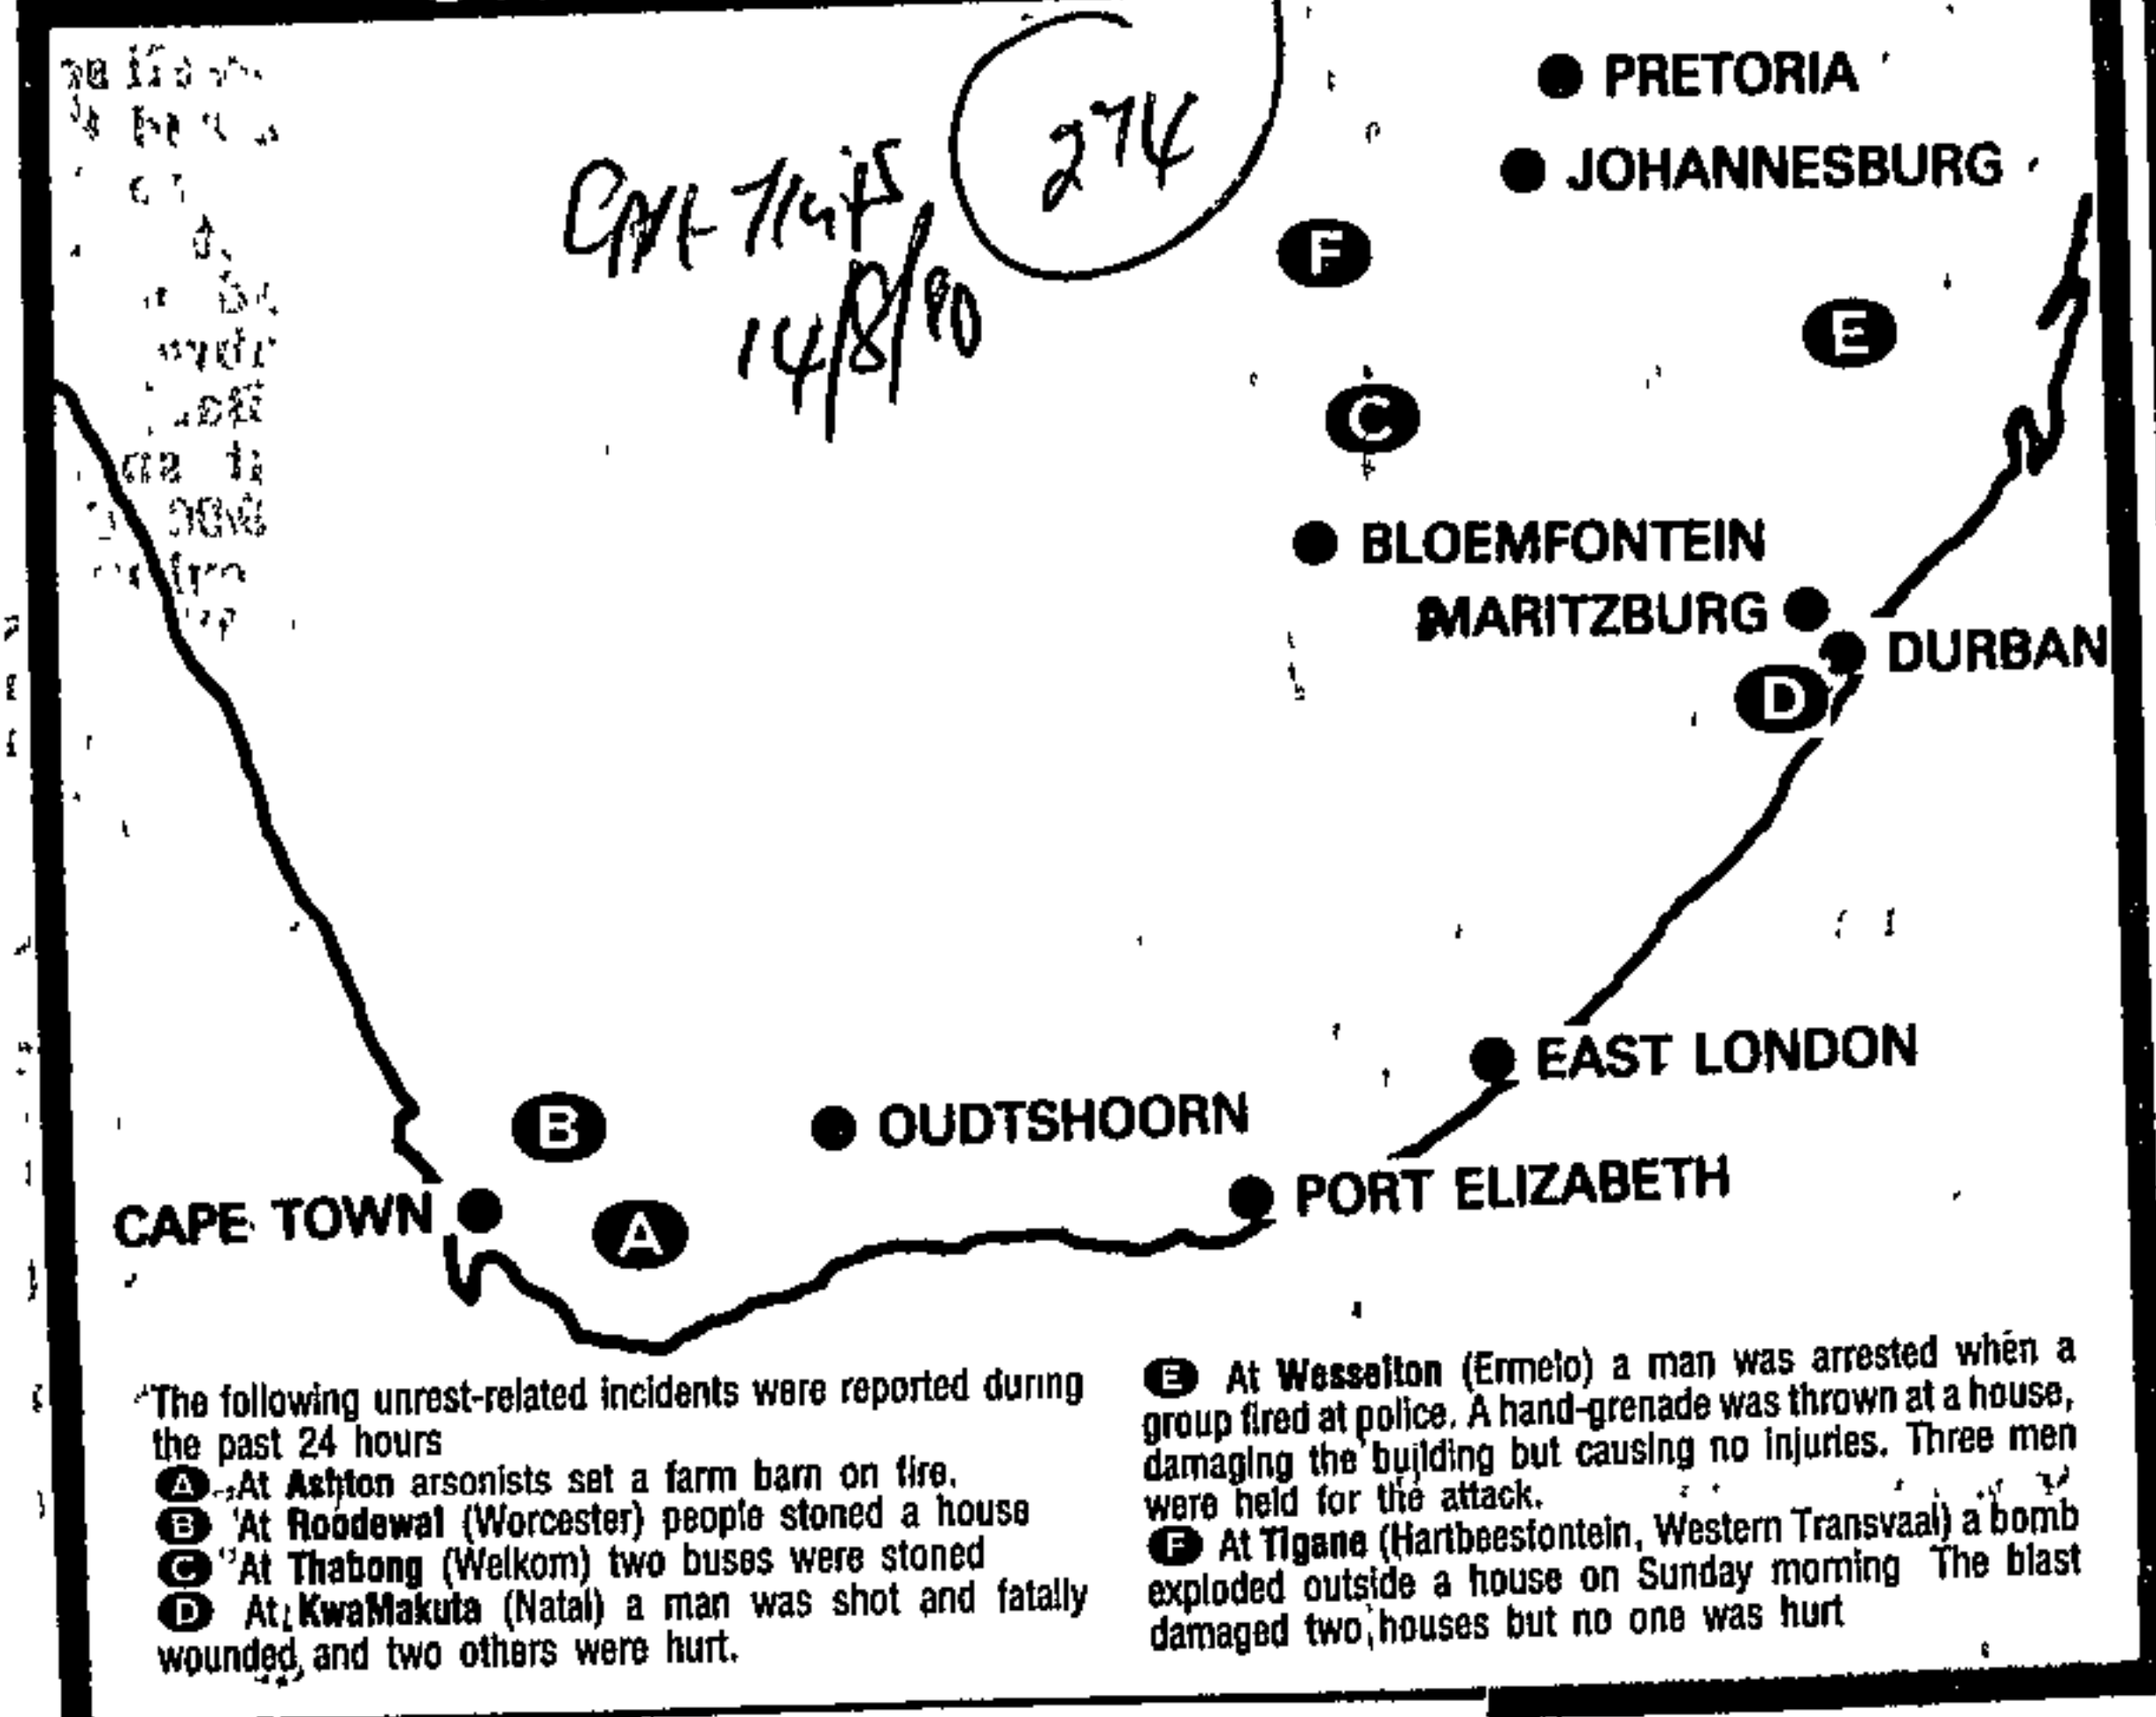 274
14/8/90
PRETORIA
JOHANNESBURG
F
E
C
BLOEMFONTEIN
MARITZBURG
DURBAN
D
EAST LONDON
B
OUDTSHOORN
PORT ELIZABETH
CAPE TOWN
A
The following unrest-related incidents were reported during
the past 24 hours
A At Ashton arsonists set a farm barn on fire.
B At Roodewal (Worcester) people stoned a house
C At Thabong (Welkom) two buses were stoned
D At KwaMakuta (Natal) a man was shot and fatally
wounded and two others were hurt.
E At Wesselton (Ermelo) a man was arrested when a
group fired at police. A hand-grenade was thrown at a house,
damaging the building but causing no injuries. Three men
were held for the attack.
F At Tigane (Hartbeesfontein, Western Transvaal) a bomb
exploded outside a house on Sunday morning The blast
damaged two houses but no one was hurt